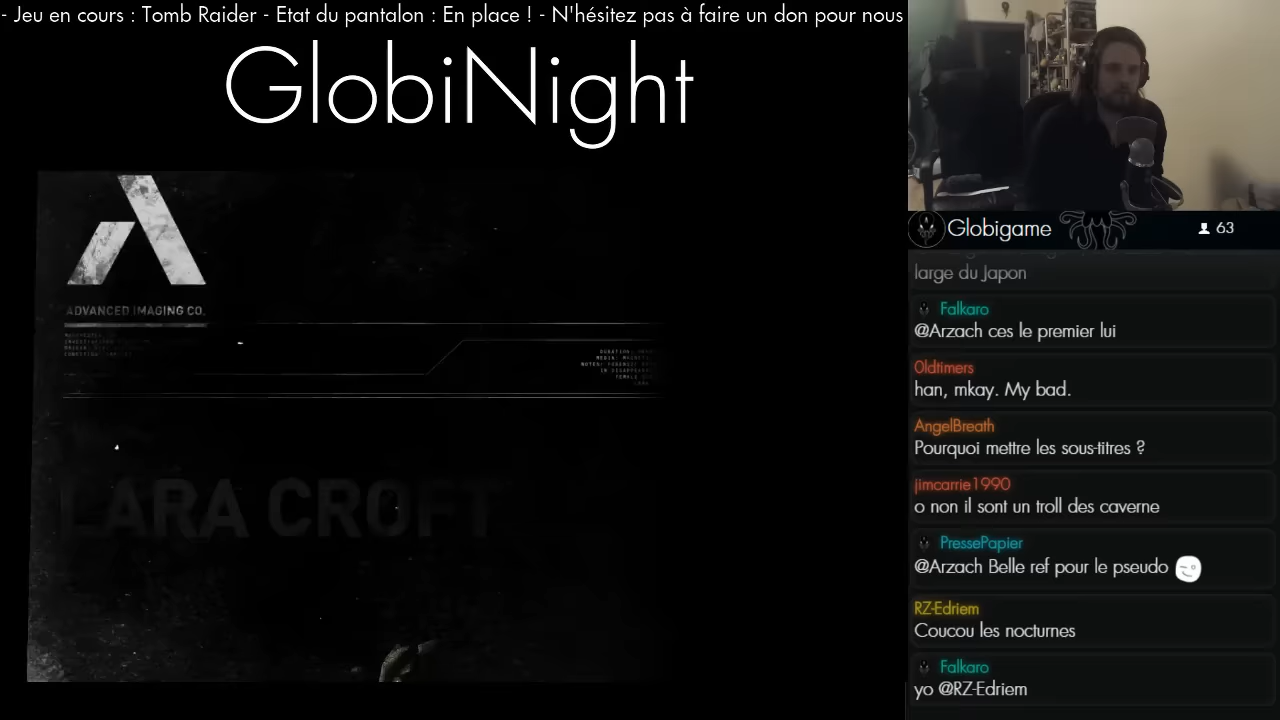 - Jeu en cours : Tomb Raider - Etat du pantalon : En place ! - N'hésitez pas à faire un don pour nous
GlobiNight
ADVANCED IMAGING CO.
LARA CROFT
Globigame
63
large du Japon
Falkaro
@Arzach ces le premier lui
Oldtimers
han, mkay. My bad.
AngelBreath
Pourquoi mettre les sous-titres ?
jimcarrie1990
o non il sont un troll des caverne
PressePapier
@Arzach Belle ref pour le pseudo
RZ-Edriem
Coucou les nocturnes
Falkaro
yo @RZ-Edriem